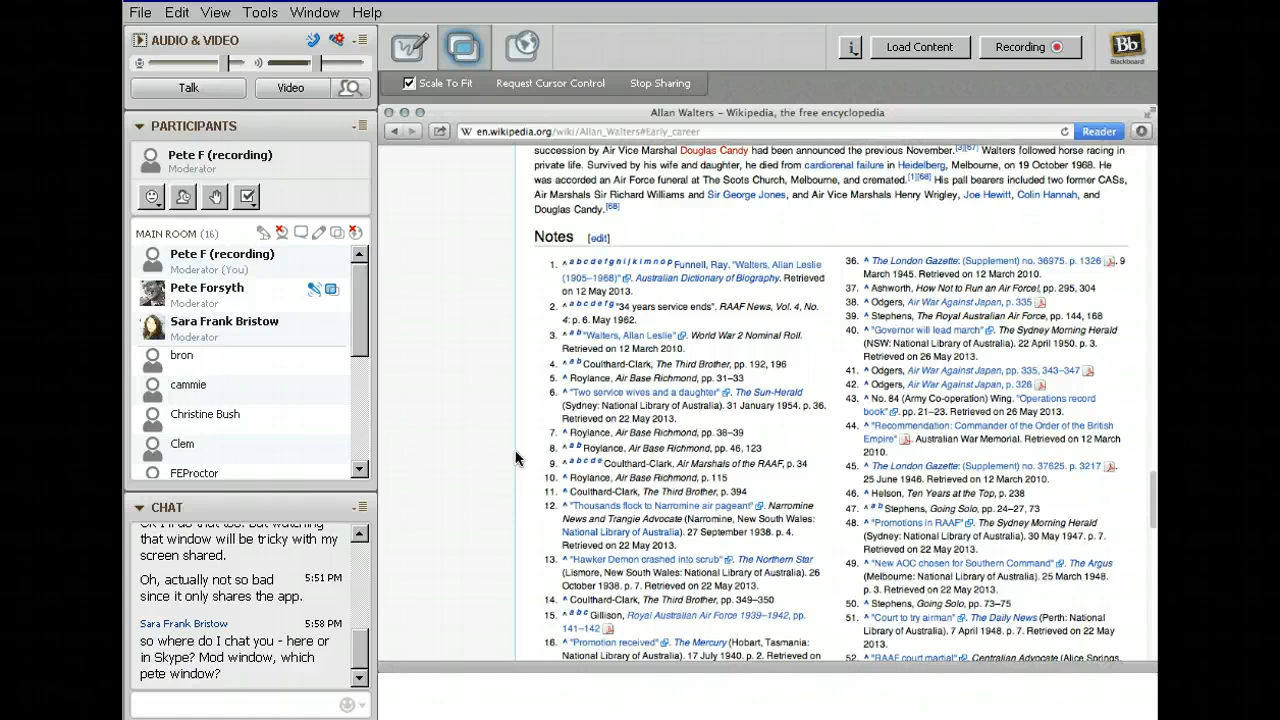 File Edit View Tools Window Help
AUDIO & VIDEO
Talk
Video
PARTICIPANTS
Pete F (recording)
Moderator
MAIN ROOM (16)
Pete F (recording)
Moderator (You)
Pete Forsyth
Moderator
Sara Frank Bristow
Moderator
bron
cammie
Christine Bush
Clem
FEProctor
CHAT
that window will be tricky with my
screen shared.
Oh, actually not so bad 5:51 PM
since it only shares the app.
Sara Frank Bristow 5:58 PM
so where do I chat you - here or
in Skype? Mod window, which
pete window?
Load Content
Recording
Bb
Blackboard
Scale To Fit Request Cursor Control Stop Sharing
Allan Walters – Wikipedia, the free encyclopedia
W en.wikipedia.org/wiki/Allan_Walters#Early_career
Reader
succession by Air Vice Marshal Douglas Candy had been announced the previous November.[3][67] Walters followed horse racing in
private life. Survived by his wife and daughter, he died from cardiorenal failure in Heidelberg, Melbourne, on 19 October 1968. He
was accorded an Air Force funeral at The Scots Church, Melbourne, and cremated.[1][68] His pall bearers included two former CASs,
Air Marshals Sir Richard Williams and Sir George Jones, and Air Vice Marshals Henry Wrigley, Joe Hewitt, Colin Hannah, and
Douglas Candy.[68]
Notes [edit]
1. ^ a b c d e f g h i j k l m n o p Funnell, Ray. "Walters, Allan Leslie
(1905–1968)". Australian Dictionary of Biography. Retrieved
on 12 May 2013.
2. ^ a b c d e f g "34 years service ends". RAAF News, Vol. 4, No.
4: p. 6. May 1962.
3. ^ a b "Walters, Allan Leslie". World War 2 Nominal Roll.
Retrieved on 12 March 2010.
4. ^ a b Coulthard-Clark, The Third Brother, pp. 192, 196
5. ^ Roylance, Air Base Richmond, pp. 31–33
6. ^ "Two service wives and a daughter". The Sun-Herald
(Sydney: National Library of Australia). 31 January 1954. p. 36.
Retrieved on 22 May 2013.
7. ^ Roylance, Air Base Richmond, pp. 38–39
8. ^ a b Roylance, Air Base Richmond, pp. 46, 123
9. ^ a b c d e Coulthard-Clark, Air Marshals of the RAAF, p. 34
10. ^ Roylance, Air Base Richmond, p. 115
11. ^ Coulthard-Clark, The Third Brother, p. 394
12. ^ "Thousands flock to Narromine air pageant". Narromine
News and Trangie Advocate (Narromine, New South Wales:
National Library of Australia). 27 September 1938. p. 4.
Retrieved on 22 May 2013.
13. ^ "Hawker Demon crashed into scrub". The Northern Star
(Lismore, New South Wales: National Library of Australia). 26
October 1938. p. 7. Retrieved on 22 May 2013.
14. ^ Coulthard-Clark, The Third Brother, pp. 349–350
15. ^ a b c Gillison, Royal Australian Air Force 1939–1942, pp.
141–142
16. ^ "Promotion received". The Mercury (Hobart, Tasmania:
National Library of Australia). 17 July 1940. p. 2. Retrieved on
36. ^ The London Gazette: (Supplement) no. 36975. p. 1326. 9
March 1945. Retrieved on 12 March 2010.
37. ^ Ashworth, How Not to Run an Air Force!, pp. 295, 304
38. ^ Odgers, Air War Against Japan, p. 335
39. ^ Stephens, The Royal Australian Air Force, pp. 144, 168
40. ^ "Governor will lead march". The Sydney Morning Herald
(NSW: National Library of Australia). 22 April 1950. p. 3.
Retrieved on 26 May 2013.
41. ^ Odgers, Air War Against Japan, pp. 335, 343–347
42. ^ Odgers, Air War Against Japan, p. 326
43. ^ No. 84 (Army Co-operation) Wing. "Operations record
book". pp. 21–23. Retrieved on 26 May 2013.
44. ^ "Recommendation: Commander of the Order of the British
Empire". Australian War Memorial. Retrieved on 12 March
2010.
45. ^ The London Gazette: (Supplement) no. 37625. p. 3217.
25 June 1946. Retrieved on 12 March 2010.
46. ^ Helson, Ten Years at the Top, p. 238
47. ^ a b Stephens, Going Solo, pp. 24–27, 73
48. ^ "Promotions in RAAF". The Sydney Morning Herald
(Sydney: National Library of Australia). 30 May 1947. p. 7.
Retrieved on 22 May 2013.
49. ^ "New AOC chosen for Southern Command". The Argus
(Melbourne: National Library of Australia). 25 March 1948.
p. 3. Retrieved on 22 May 2013.
50. ^ Stephens, Going Solo, pp. 73–75
51. ^ "Court to try airman". The Daily News (Perth: National
Library of Australia). 7 April 1948. p. 7. Retrieved on 22 May
2013.
52. ^ "RAAF court martial". Centralian Advocate (Alice Springs,